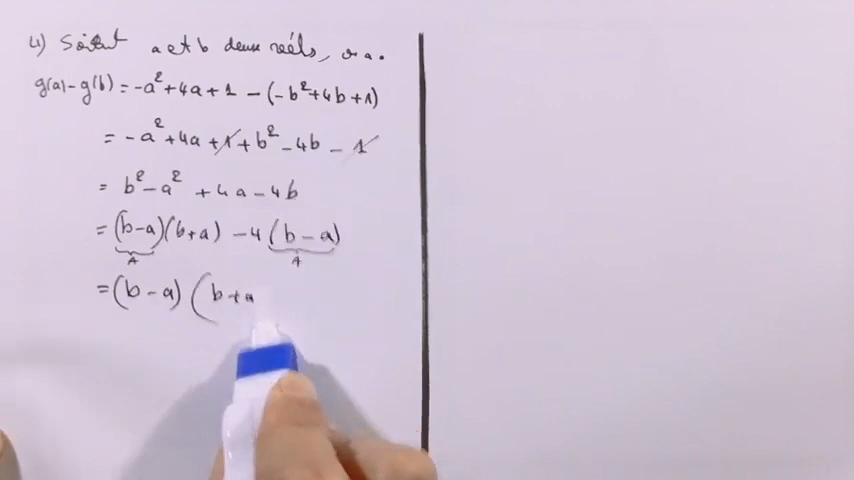 4) Soient a et b deux réels,
g(a) - g(b) = -a² + 4a + 1 - (-b² + 4b + 1)
= -a² + 4a + 1 + b² - 4b - 1
= b² - a² + 4a - 4b
= (b - a)(b + a) - 4 (b - a)
A A
= (b - a) (b + a